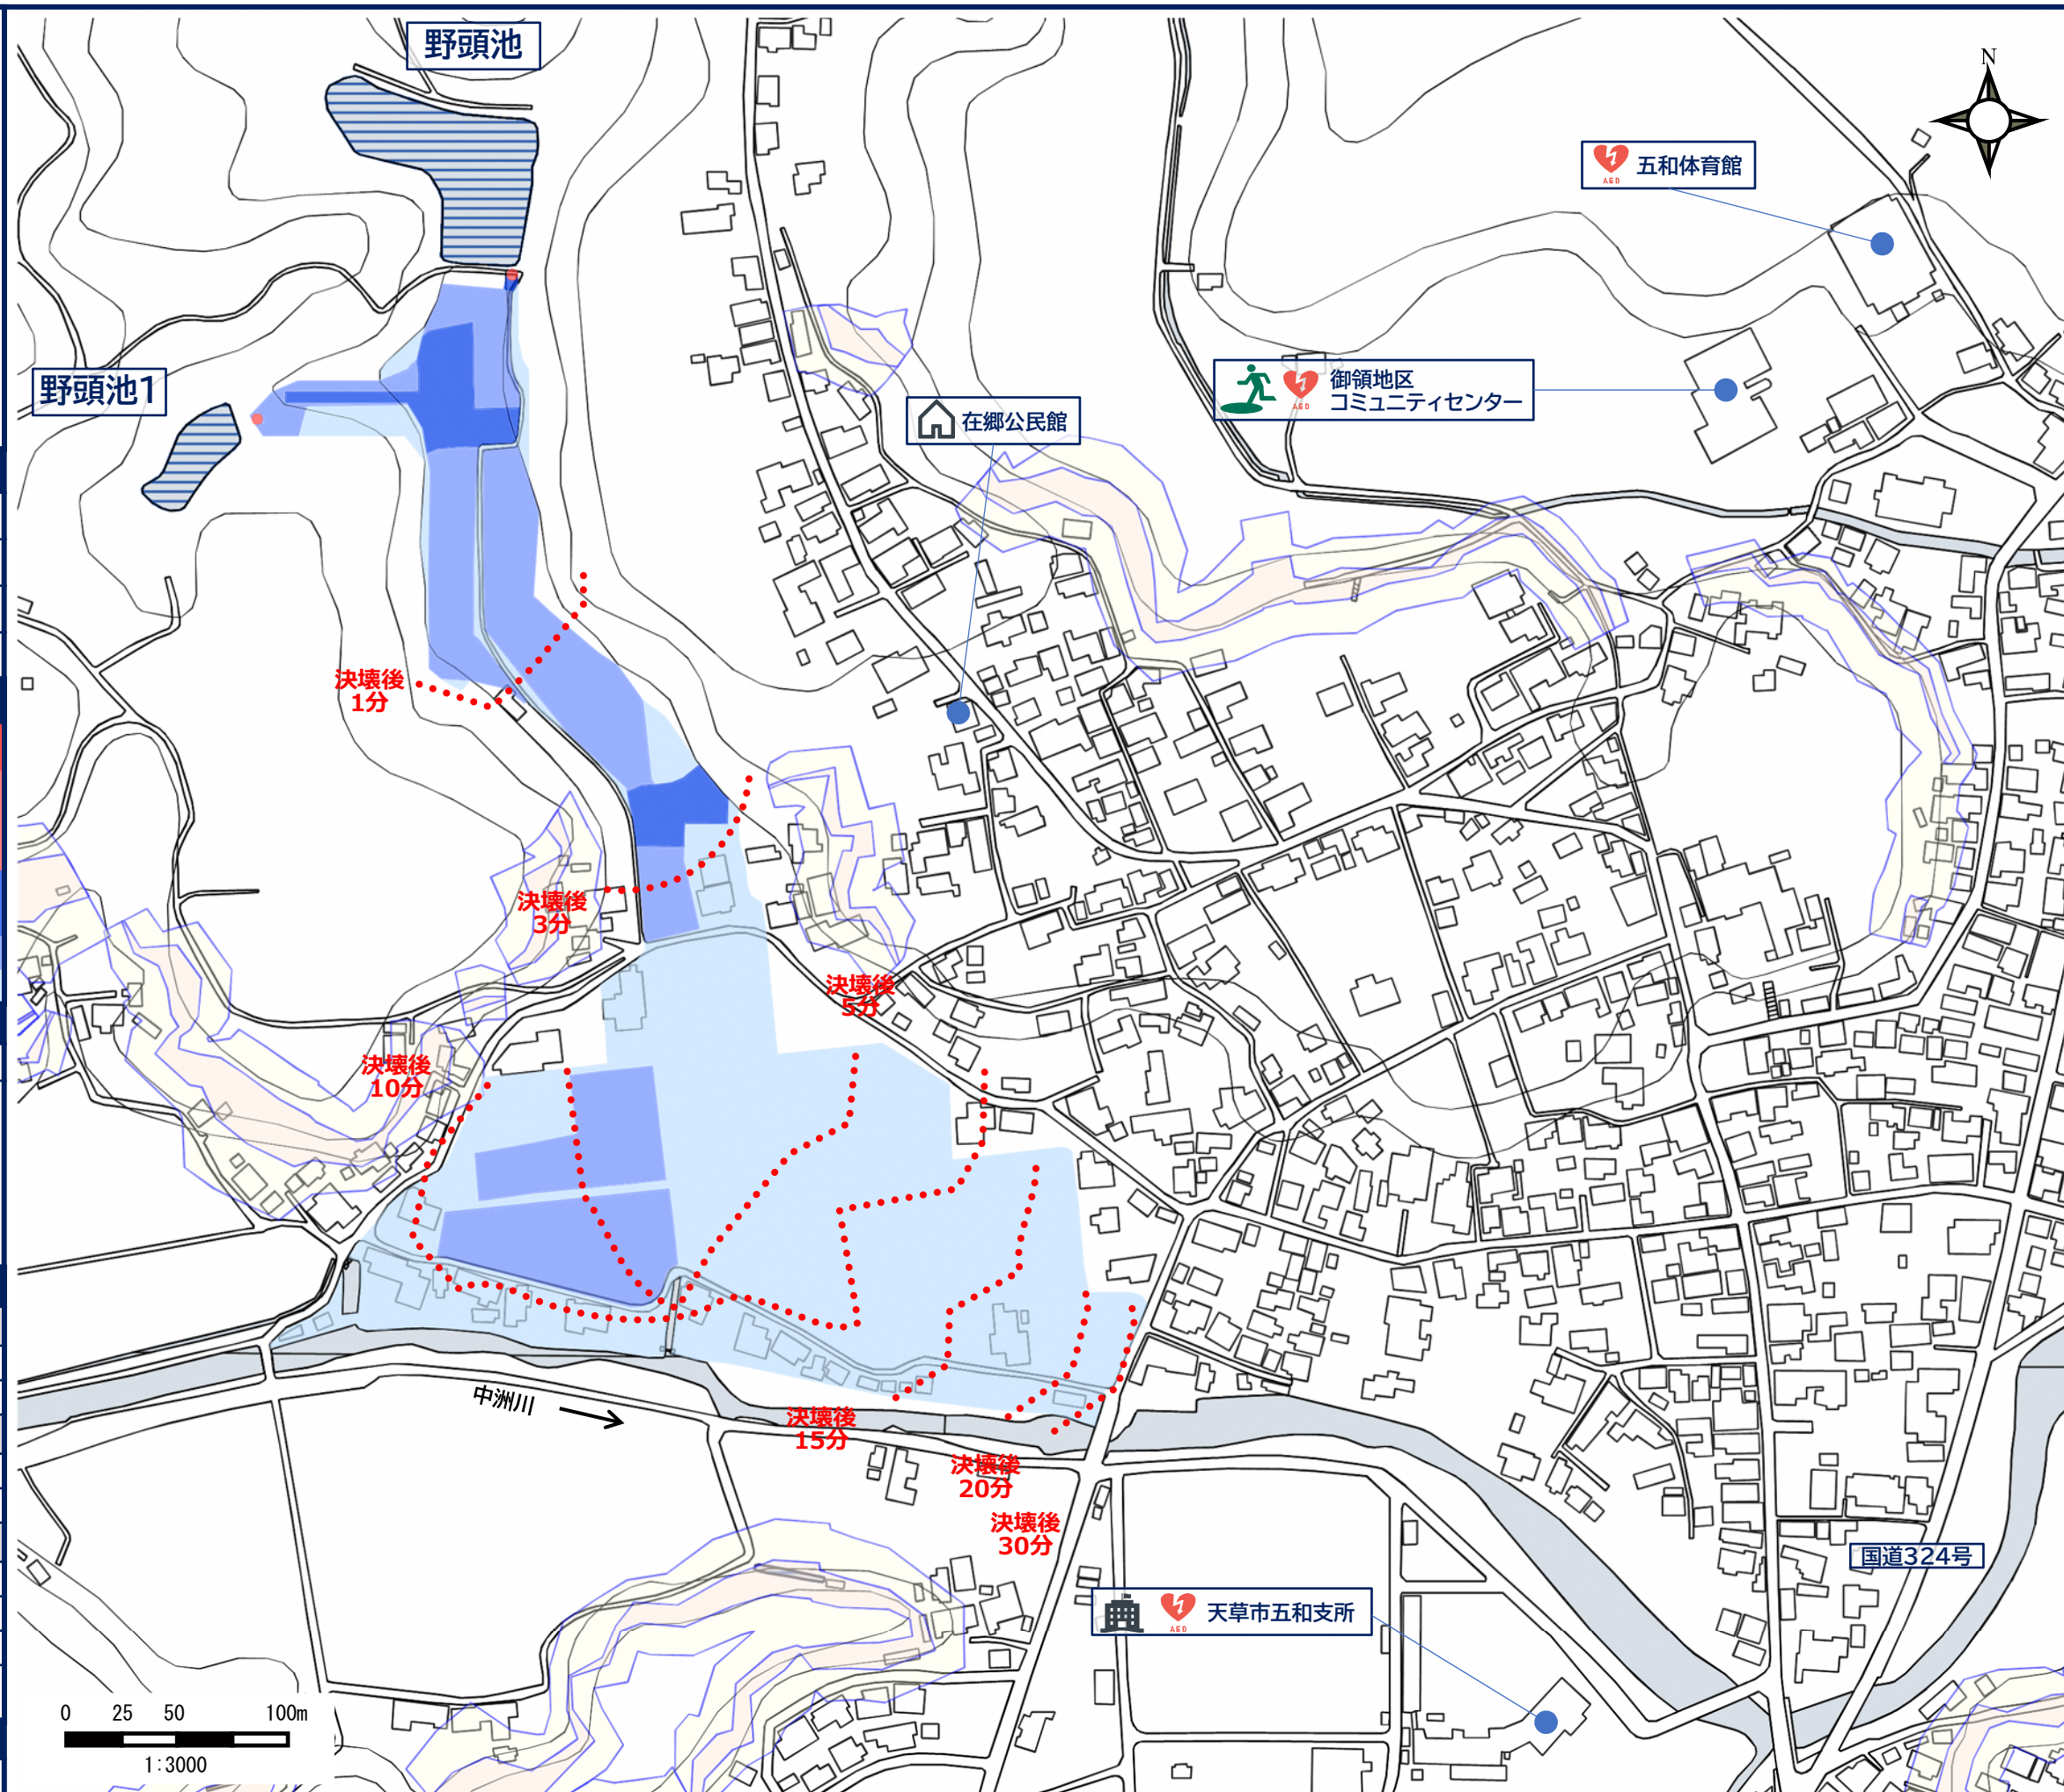 野頭池
N
AED
五和体育館
野頭池1
AED
御領地区
コミュニティセンター
在郷公民館
決壊後
1分
決壊後
3分
決壊後
5分
決壊後
10分
中洲川
決壊後
15分
決壊後
20分
決壊後
30分
国道324号
AED
天草市五和支所
0 25 50 100m
1:3000